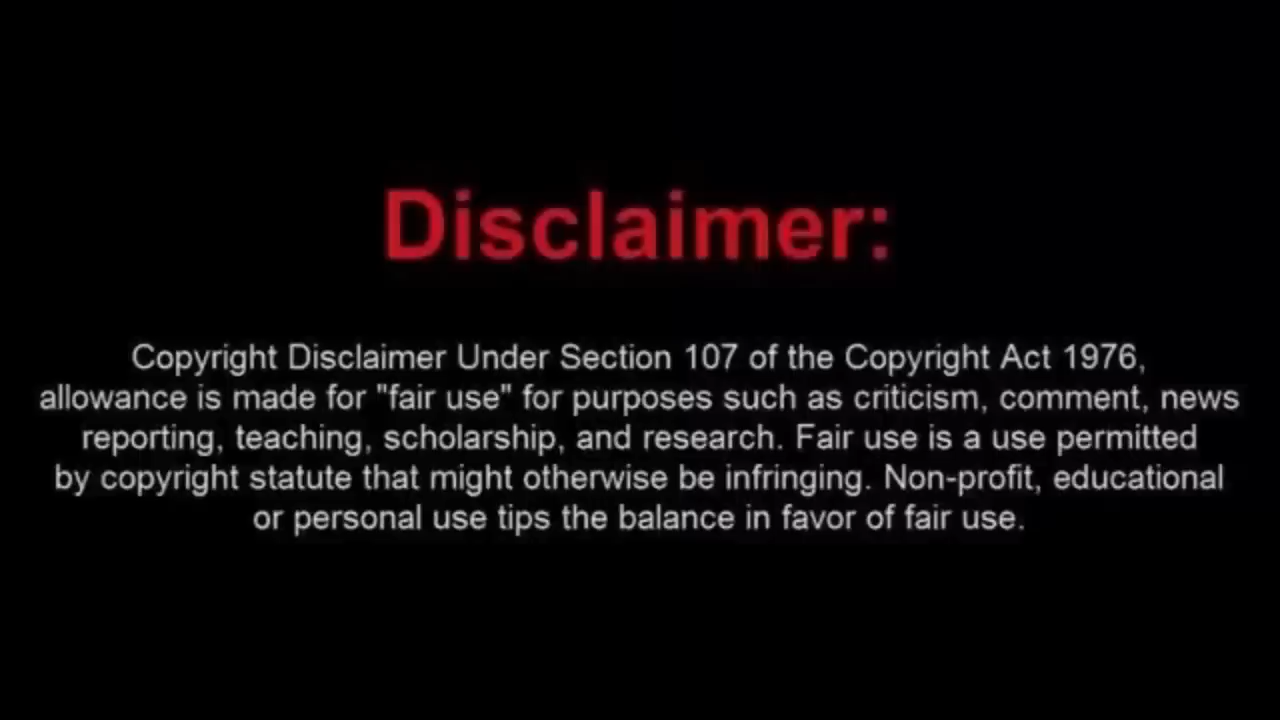 Disclaimer:
Copyright Disclaimer Under Section 107 of the Copyright Act 1976,
allowance is made for "fair use" for purposes such as criticism, comment, news
reporting, teaching, scholarship, and research. Fair use is a use permitted
by copyright statute that might otherwise be infringing. Non-profit, educational
or personal use tips the balance in favor of fair use.